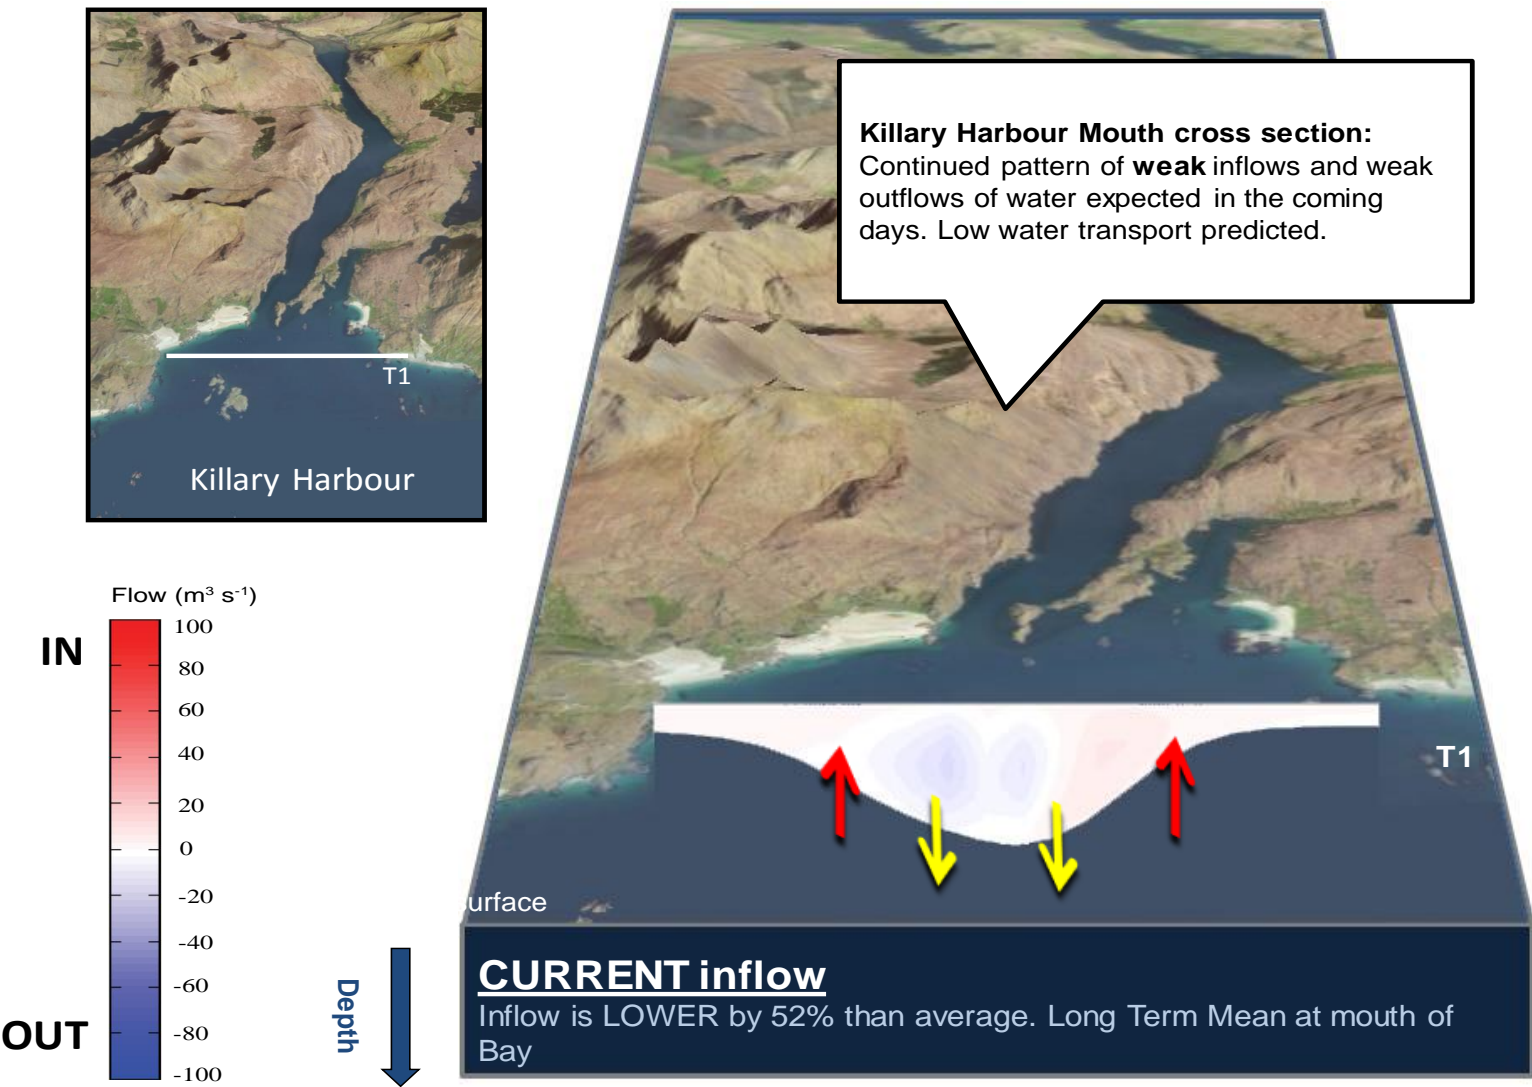 T1
Killary Harbour
Killary Harbour Mouth cross section:
Continued pattern of weak inflows and weak
outflows of water expected in the coming
days. Low water transport predicted.
Flow (m³ s⁻¹)
IN
100
80
60
40
20
0
-20
-40
-60
-80
-100
OUT
Depth
T1
urface
CURRENT inflow
Inflow is LOWER by 52% than average. Long Term Mean at mouth of
Bay